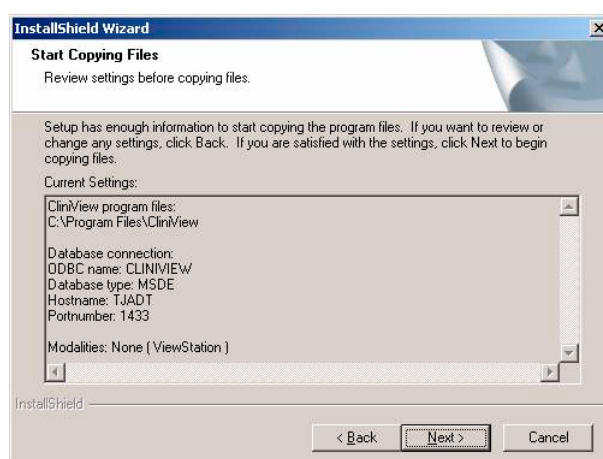 InstallShield Wizard
Start Copying Files
Review settings before copying files.
Setup has enough information to start copying the program files. If you want to review or
change any settings, click Back. If you are satisfied with the settings, click Next to begin
copying files.
Current Settings:
CliniView program files:
C:\Program Files\CliniView
Database connection:
ODBC name: CLINIVIEW
Database type: MSDE
Hostname: TJADT
Portnumber: 1433
Modalities: None ( ViewStation )
InstallShield
< Back Next > Cancel